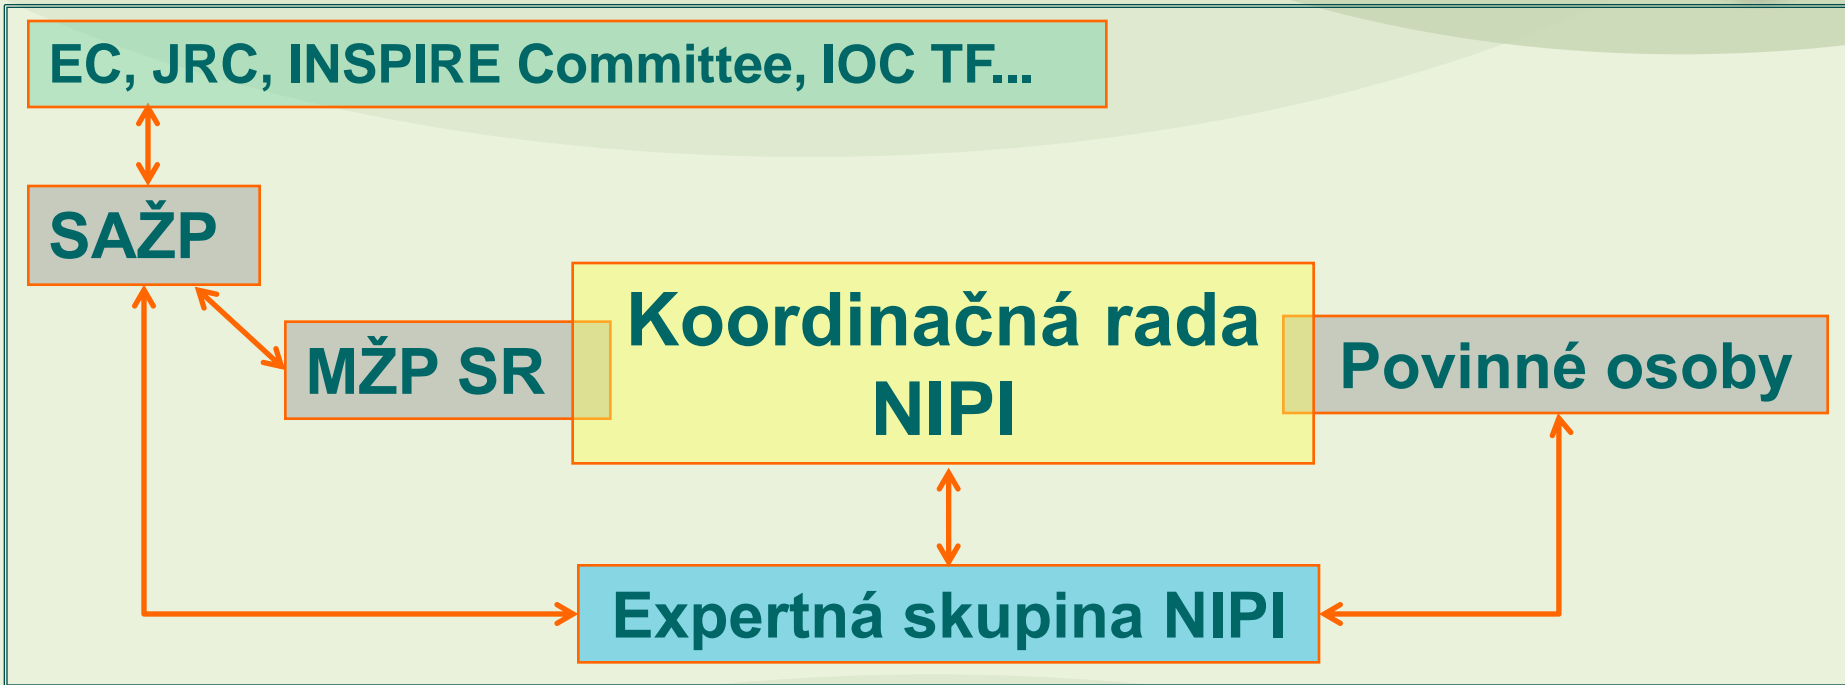 EC, JRC, INSPIRE Committee, IOC TF...
SAŽP
MŽP SR
Koordinačná rada
NIPI
Povinné osoby
Expertná skupina NIPI